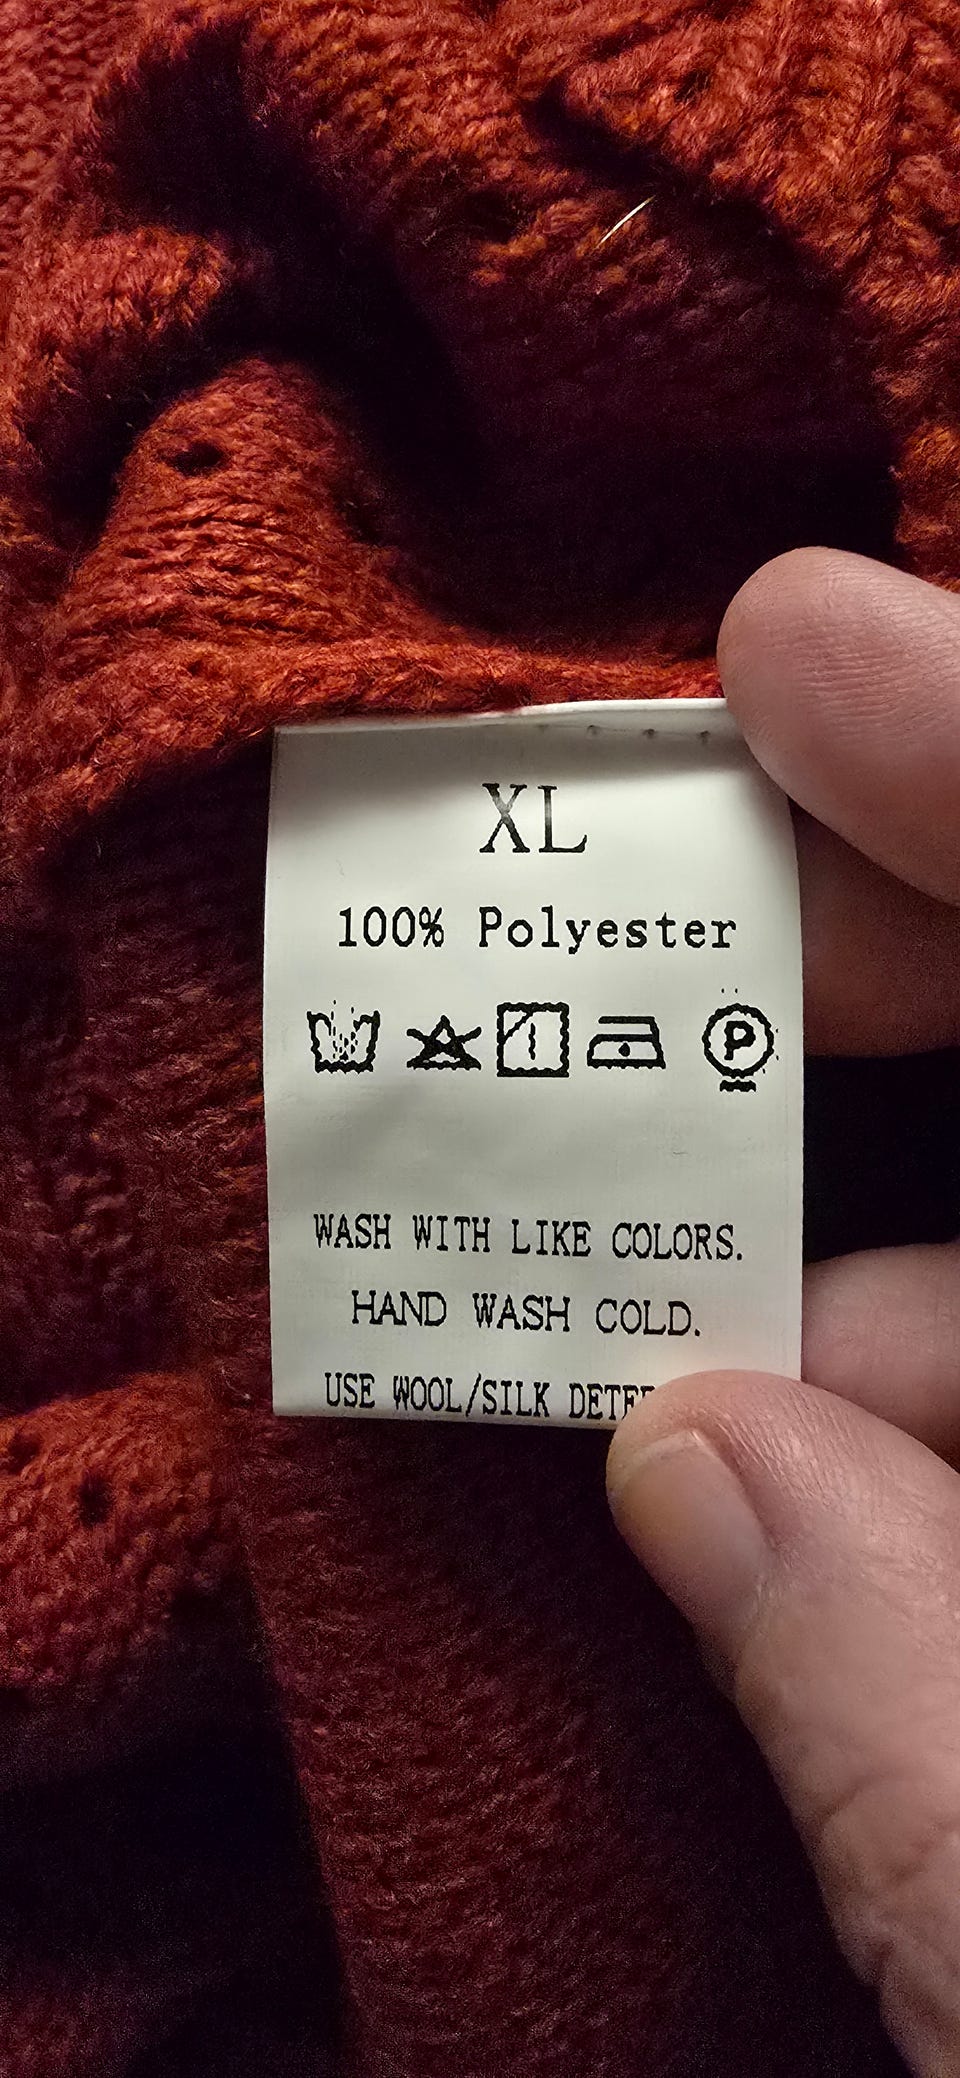 XL
100% Polyester
P
WASH WITH LIKE COLORS.
HAND WASH COLD.
USE WOOL/SILK